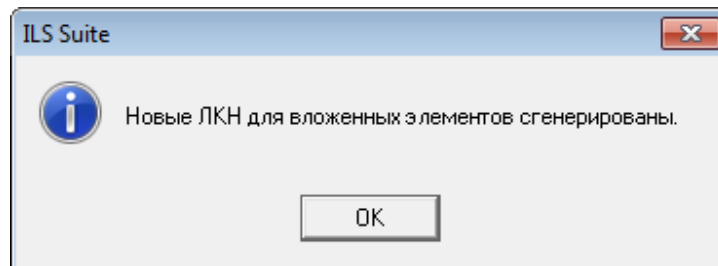 ILS Suite
Новые ЛКН для вложенных элементов сгенерированы.
OK